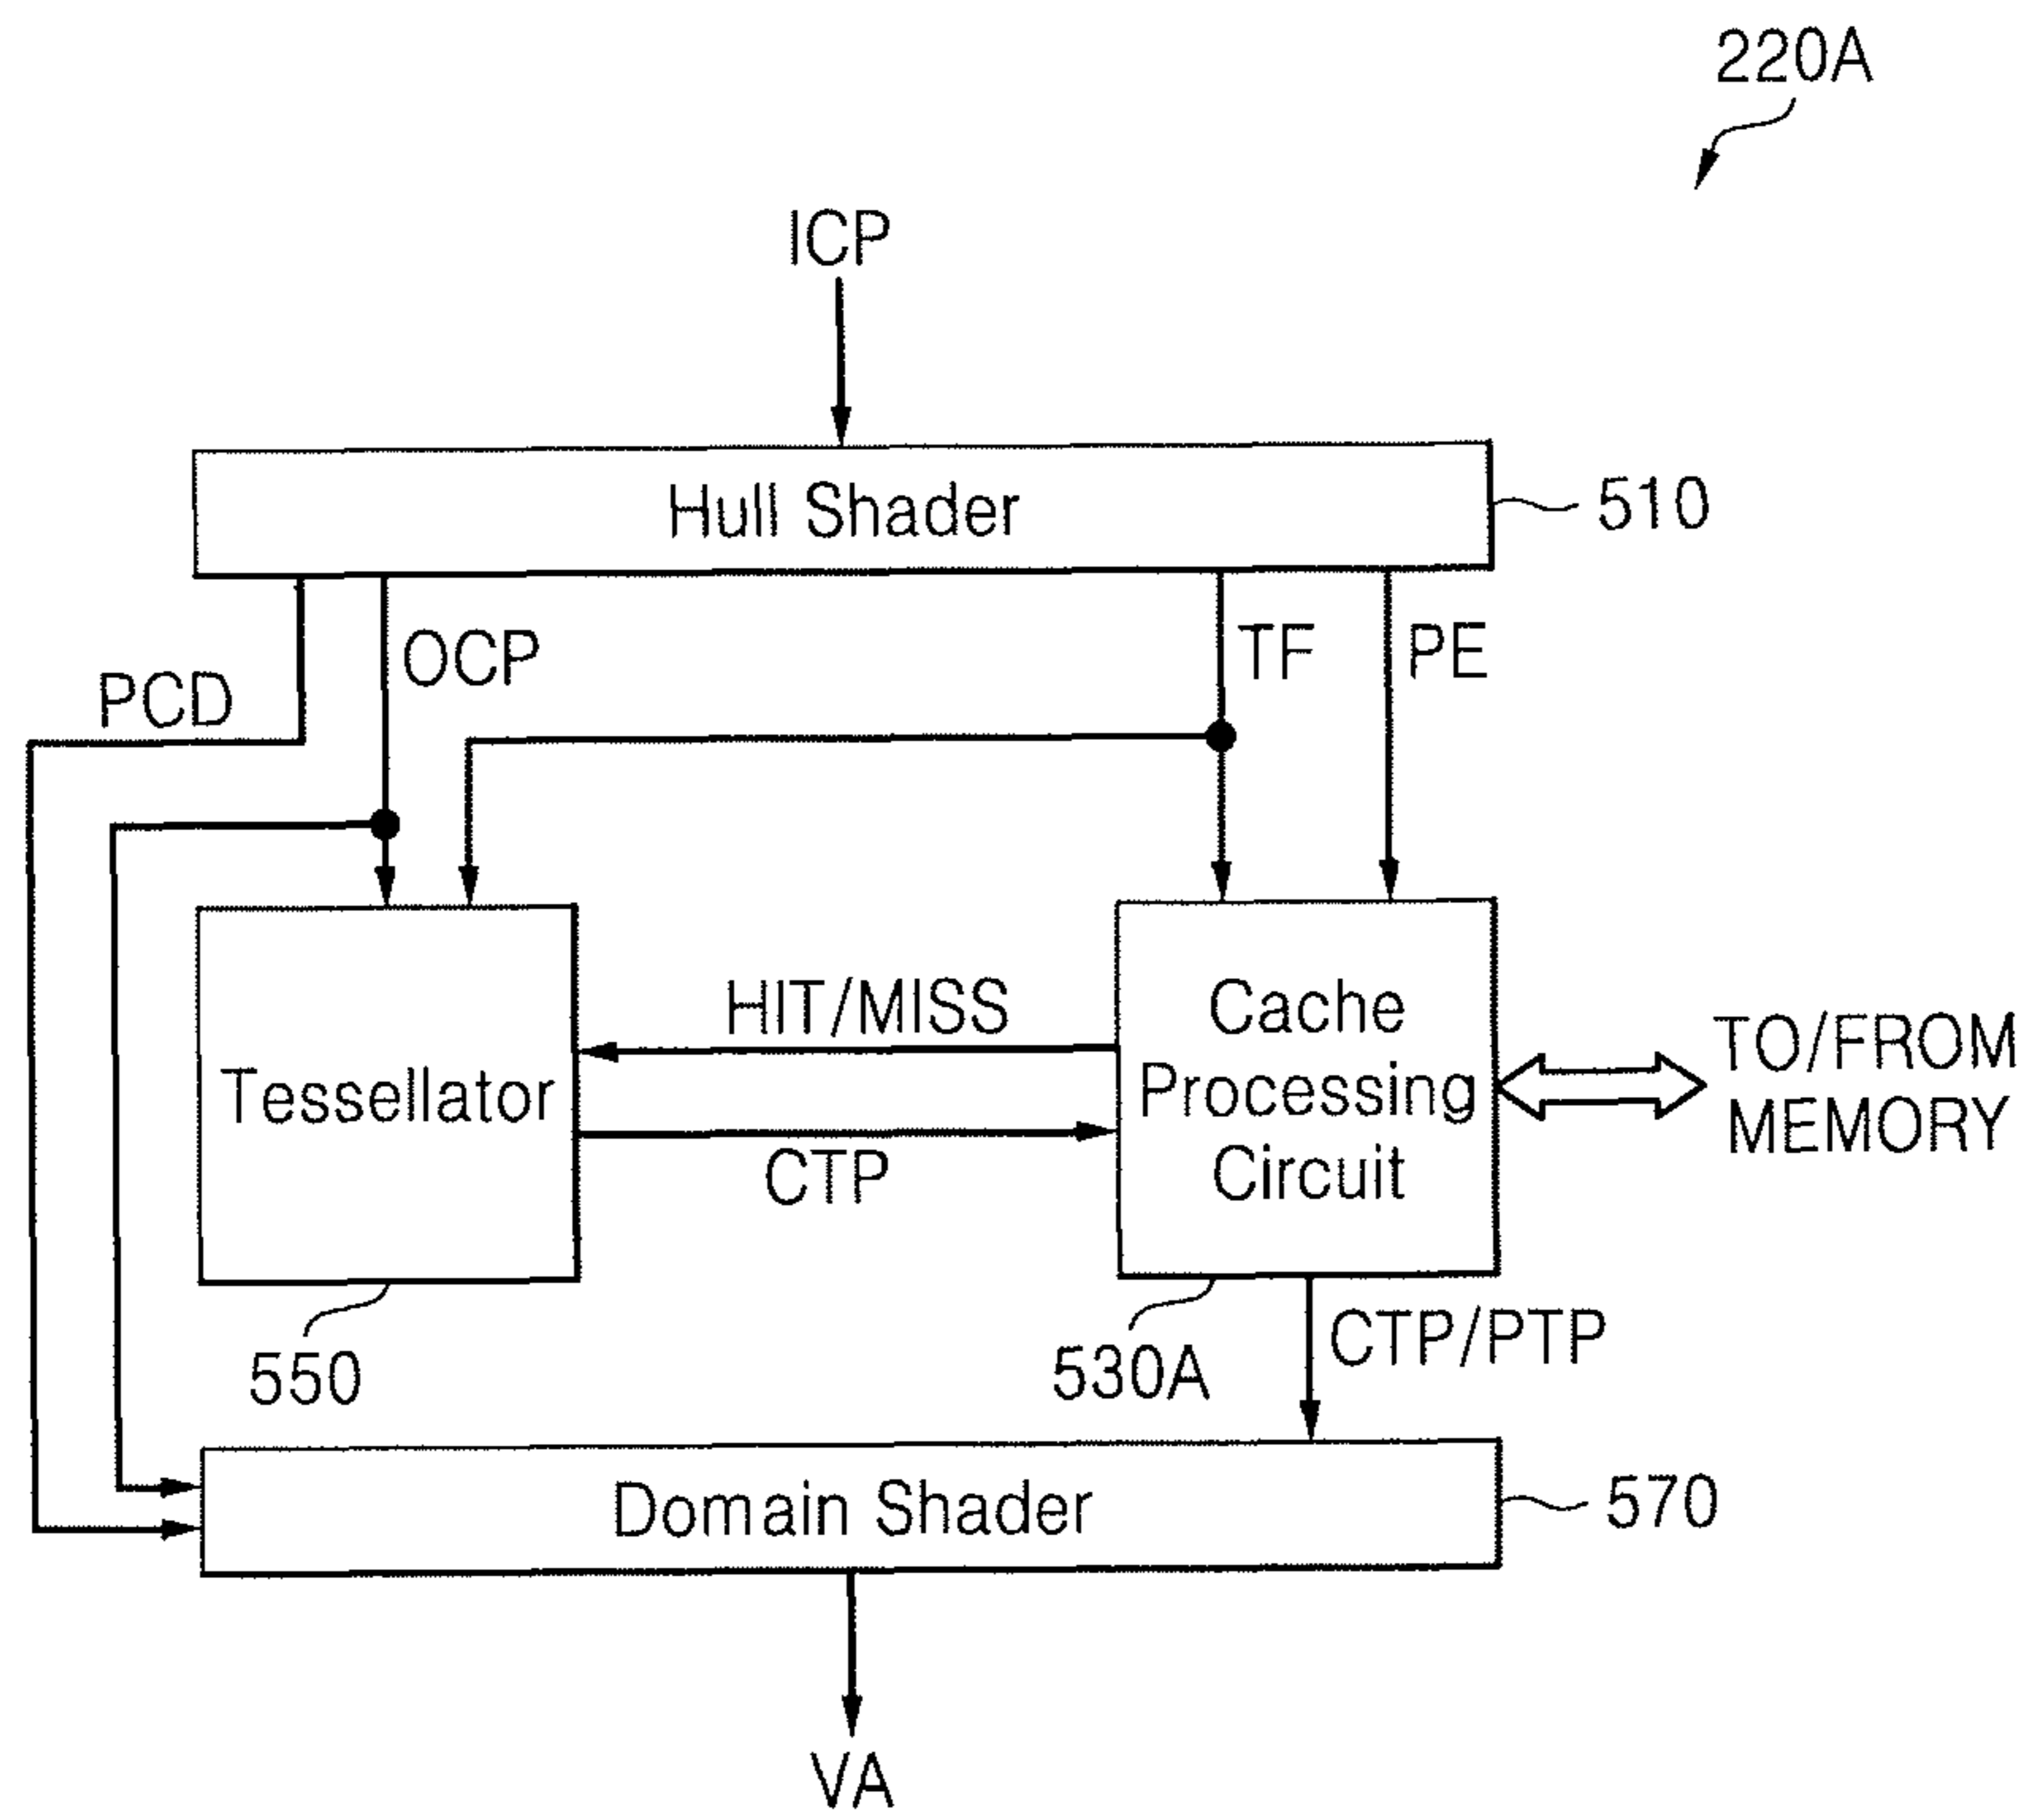 220A
ICP
Hull Shader
510
OCP
TF
PE
PCD
HIT/MISS
Cache
Processing
Circuit
TO/FROM
MEMORY
Tessellator
CTP
CTP/PTP
550
530A
Domain Shader
570
VA